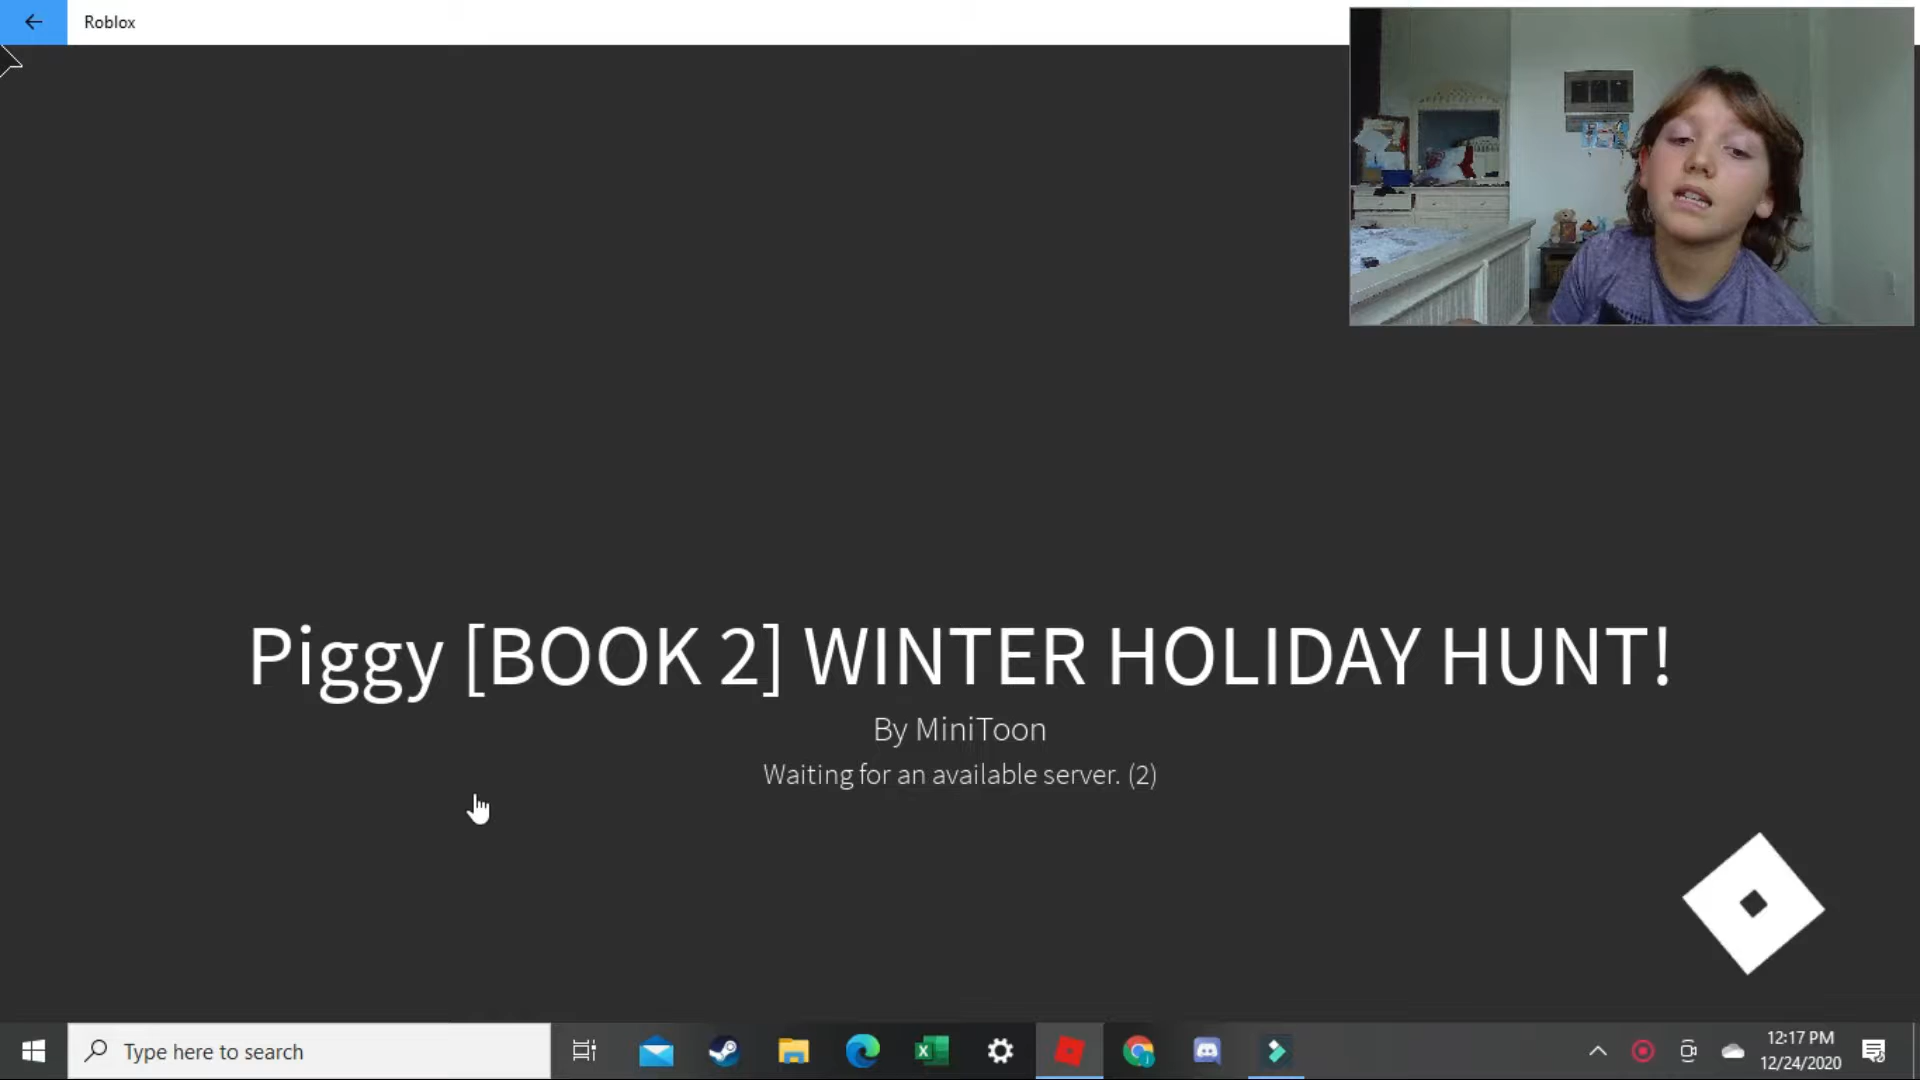 Roblox
Piggy [BOOK 2] WINTER HOLIDAY HUNT!
By MiniToon
Waiting for an available server. (2)
Type here to search
12:17 PM
12/24/2020